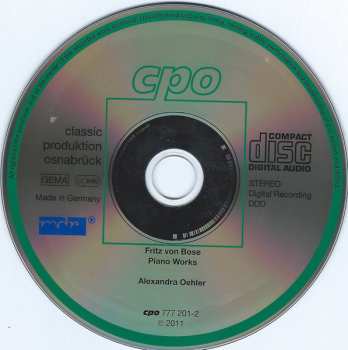 cpo
classic
produktion
osnabrück
GEMA
Made in Germany
COMPACT
disc
DIGITAL AUDIO
STEREO
Digital Recording
DDD
Fritz von Bose
Piano Works
Alexandra Oehler
cpo 777 201-2
℗ 2011